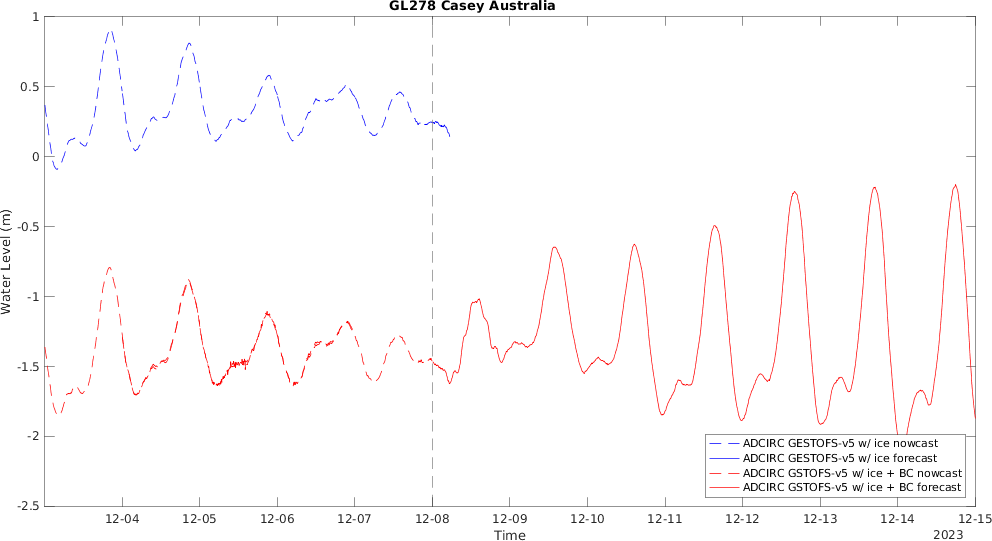 GL278 Casey Australia
Water Level (m)
1
0.5
0
-0.5
-1
-1.5
-2
-2.5
12-04 12-05 12-06 12-07 12-08 12-09 12-10 12-11 12-12 12-13 12-14 12-15
Time
2023
ADCIRC GESTOFS-v5 w/ ice nowcast
ADCIRC GESTOFS-v5 w/ ice forecast
ADCIRC GSTOFS-v5 w/ ice + BC nowcast
ADCIRC GSTOFS-v5 w/ ice + BC forecast